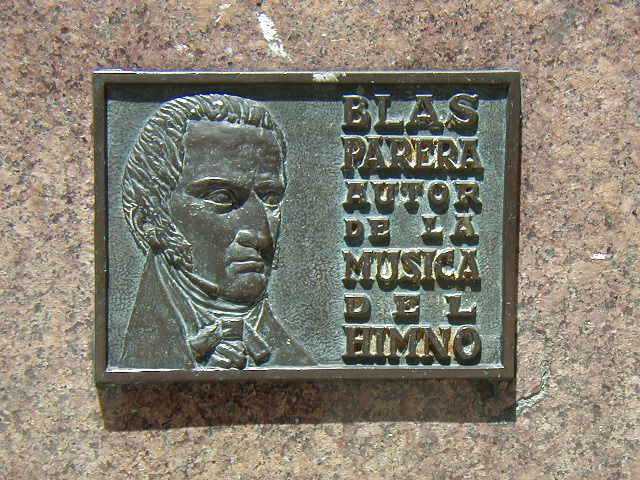 BLAS
PARERA
AUTOR
DE LA
MUSICA
DEL
HIMNO